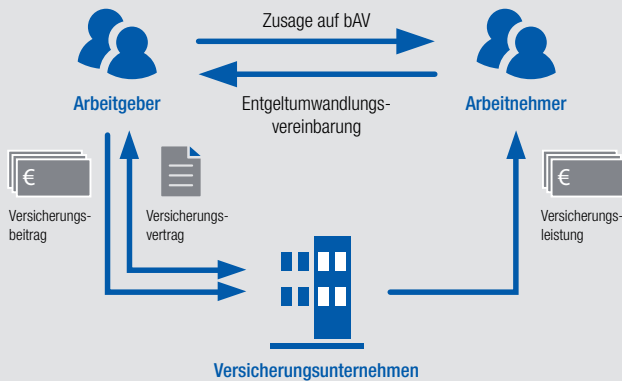 Zusage auf bAV
Arbeitgeber
Entgeltumwandlungs-
vereinbarung
Arbeitnehmer
€
Versicherungs-
beitrag
Versicherungs-
vertrag
€
Versicherungs-
leistung
Versicherungsunternehmen